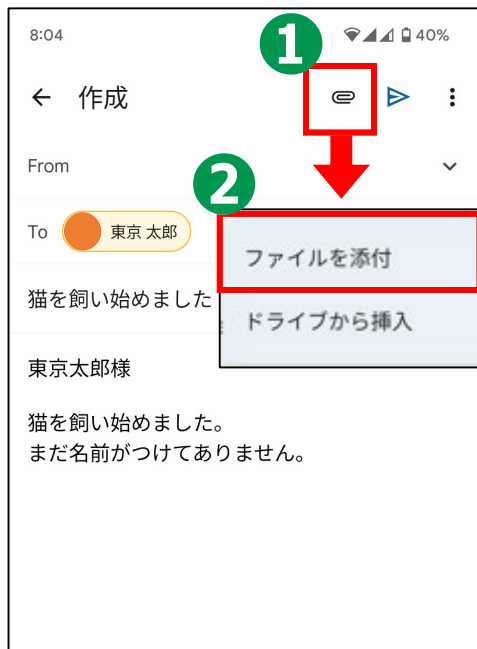 8:04 40%
1
← 作成
From
2
To 東京 太郎
ファイルを添付
猫を飼い始めました
ドライブから挿入
東京太郎様
猫を飼い始めました。
まだ名前がつけてありません。